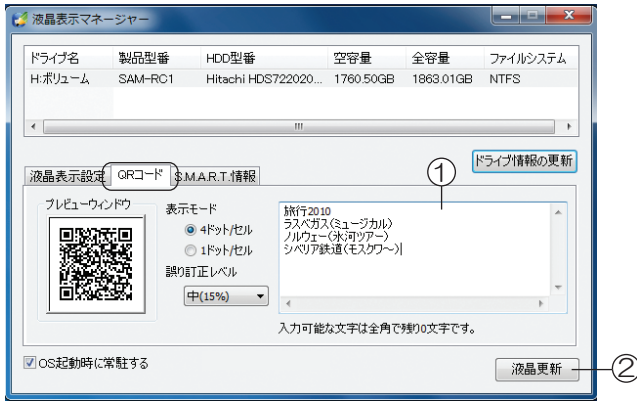 液晶表示マネージャー
ドライブ名 製品型番 HDD型番 空容量 全容量 ファイルシステム
H:ボリューム SAM-RC1 Hitachi HDS722020... 1760.50GB 1863.01GB NTFS
ドライブ情報の更新
液晶表示設定 QRコード S.M.A.R.T.情報
①
プレビューウィンドウ
表示モード
4ドット/セル
1ドット/セル
誤り訂正レベル
中(15%)
旅行2010
ラスベガス(ミュージカル)
ノルウェー(氷河ツアー)
シベリア鉄道(モスクワ~)
入力可能な文字は全角で残り0文字です。
OS起動時に常駐する
液晶更新
②